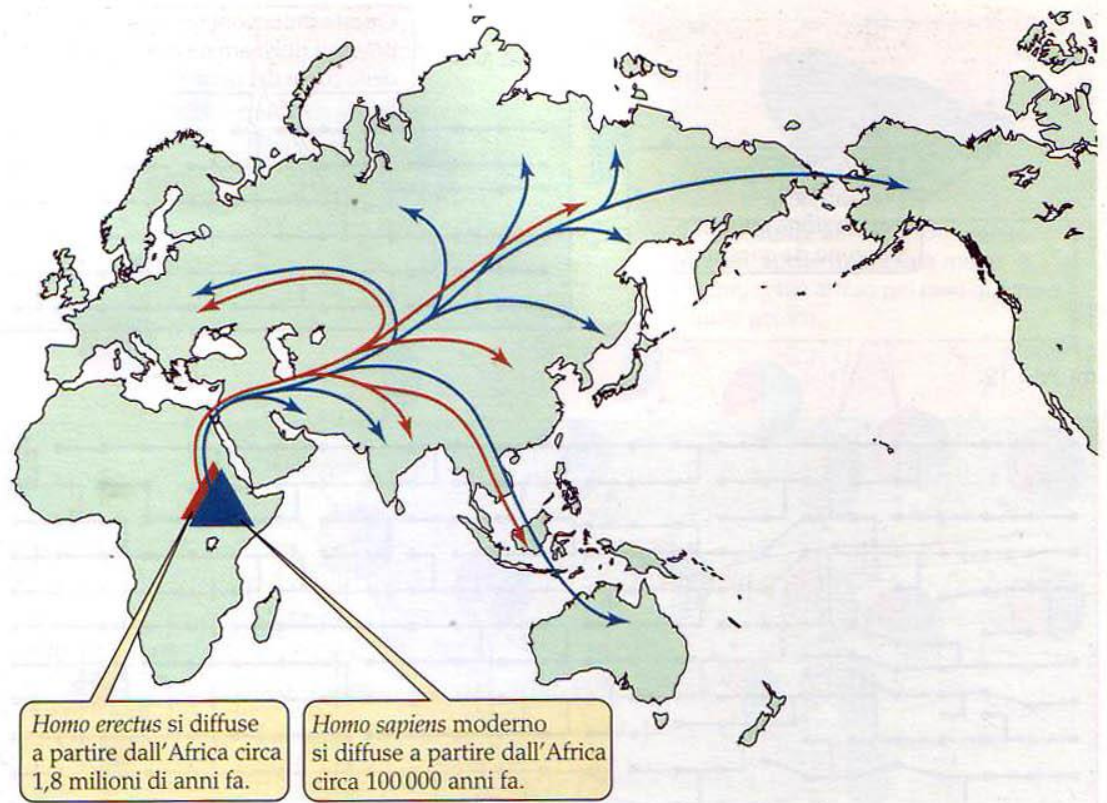 Homo erectus si diffuse
a partire dall'Africa circa
1,8 milioni di anni fa.
Homo sapiens moderno
si diffuse a partire dall'Africa
circa 100 000 anni fa.